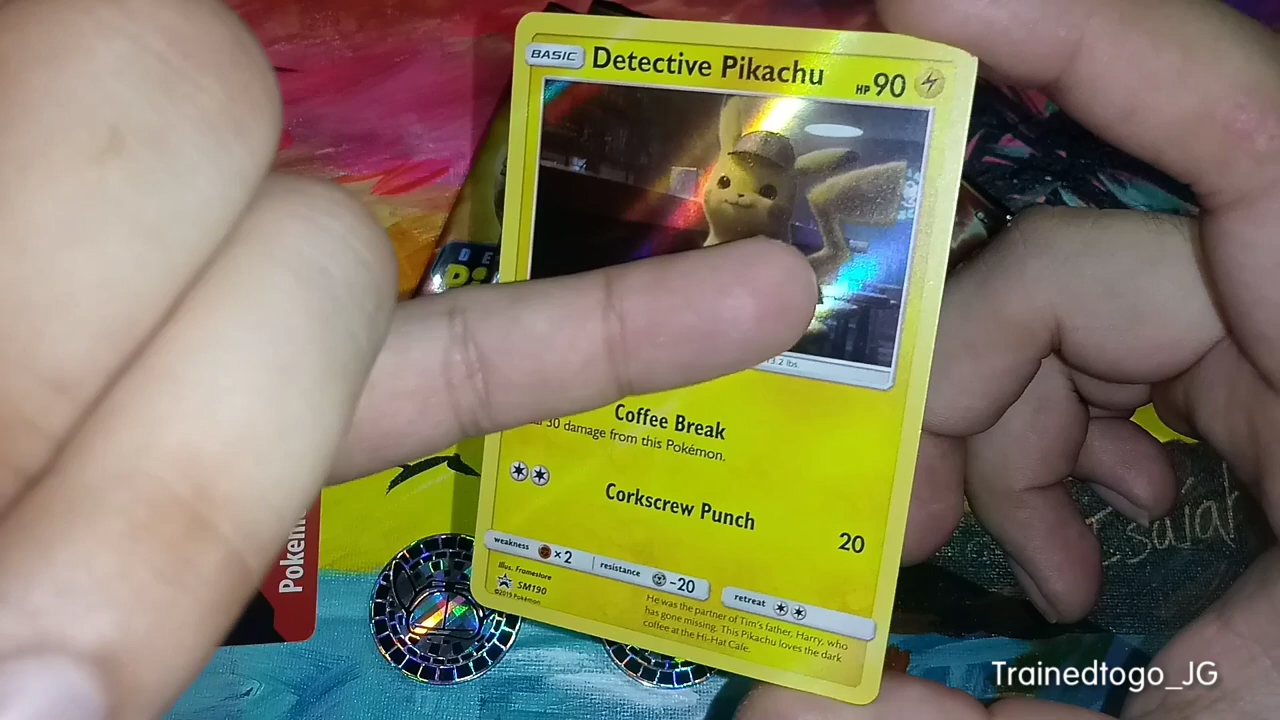 BASIC Detective Pikachu HP 90
13.2 lbs.
Coffee Break
30 damage from this Pokémon.
Corkscrew Punch
20
weakness ×2 resistance -20
retreat
Illus. Framestore
SM190
©2019 Pokémon
He was the partner of Tim's father, Harry, who
has gone missing. This Pikachu loves the dark
coffee at the Hi-Hat Cafe.
Trainedtogo_JG